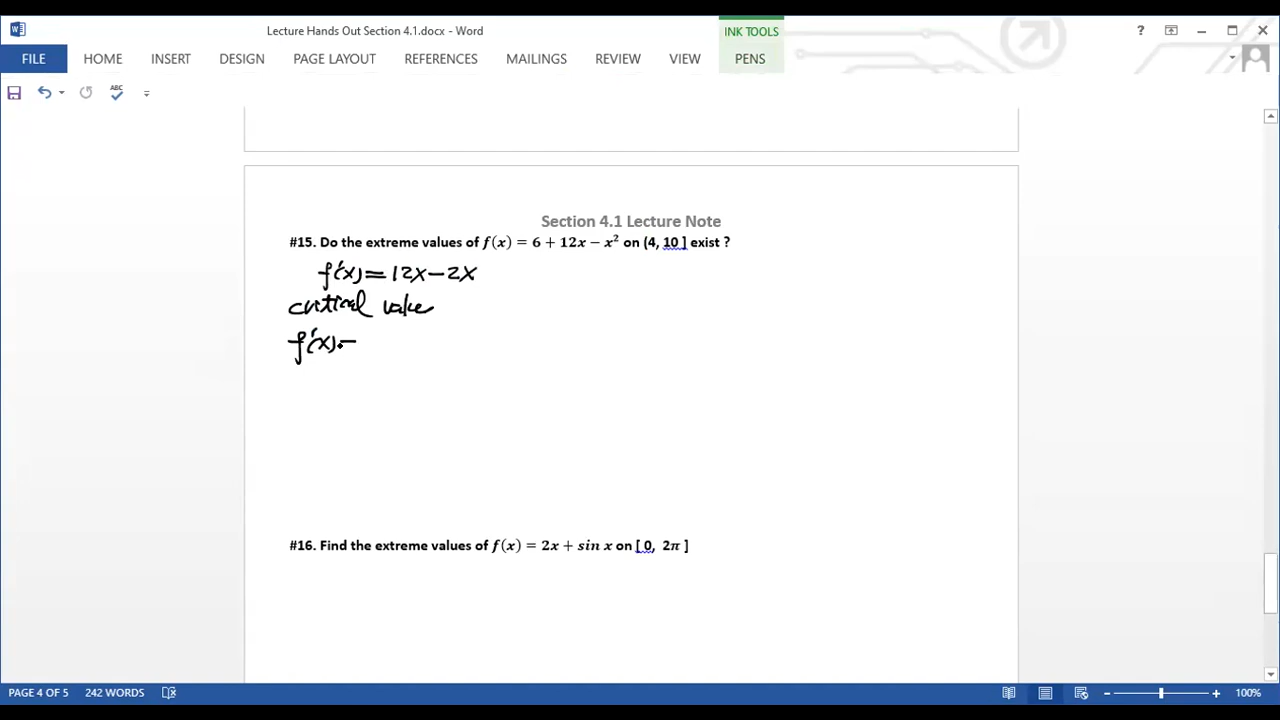 Lecture Hands Out Section 4.1.docx - Word
INK TOOLS
?
FILE HOME INSERT DESIGN PAGE LAYOUT REFERENCES MAILINGS REVIEW VIEW PENS
ABC
Section 4.1 Lecture Note
#15. Do the extreme values of f(x) = 6 + 12x − x² on (4, 10 ] exist ?
f'(x) = 12x − 2x
critical value
f'(x) =
#16. Find the extreme values of f(x) = 2x + sin x on [ 0, 2π ]
PAGE 4 OF 5 242 WORDS 100%